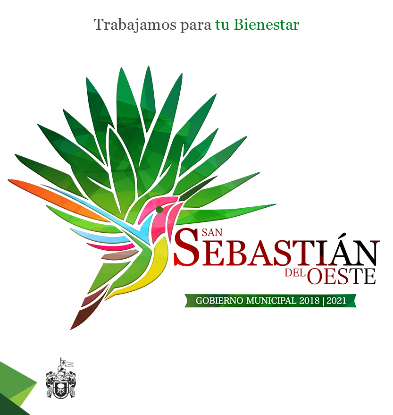 Trabajamos para tu Bienestar
SAN
SEBASTIÁN
DEL OESTE
GOBIERNO MUNICIPAL 2018 | 2021